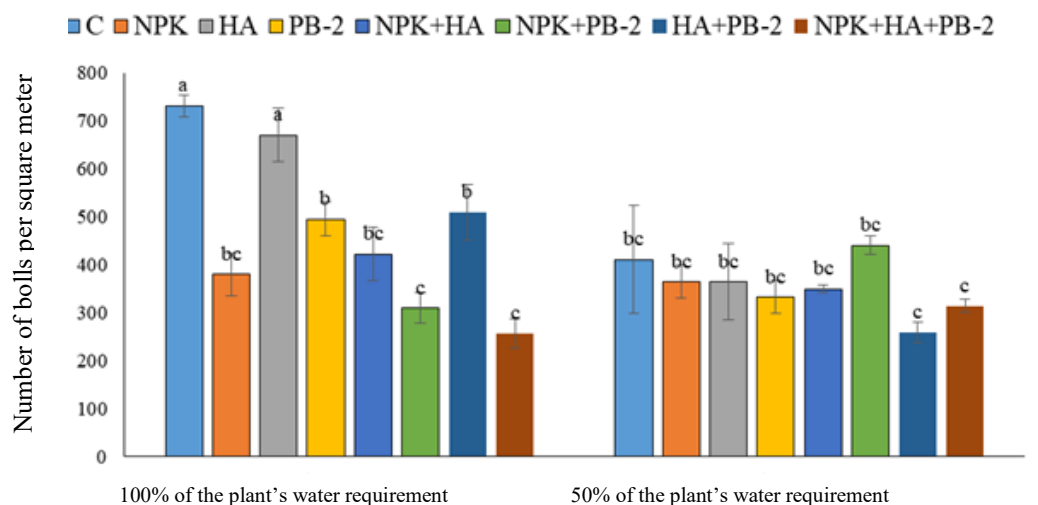 C NPK HA PB-2 NPK+HA NPK+PB-2 HA+PB-2 NPK+HA+PB-2
Number of bolls per square meter
800
700
600
500
400
300
200
100
0
a bc a b bc c b c
bc bc bc bc bc bc c c
100% of the plant’s water requirement
50% of the plant’s water requirement